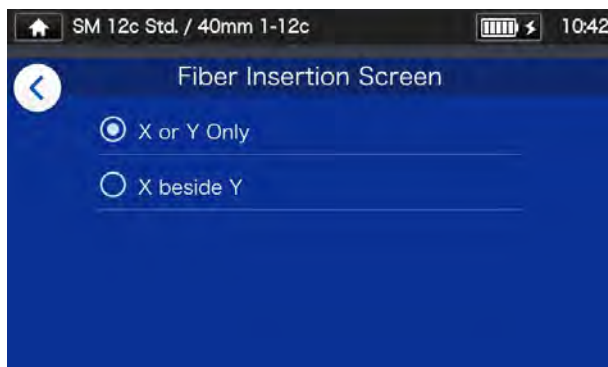 SM 12c Std. / 40mm 1-12c 10:42
Fiber Insertion Screen
X or Y Only
X beside Y